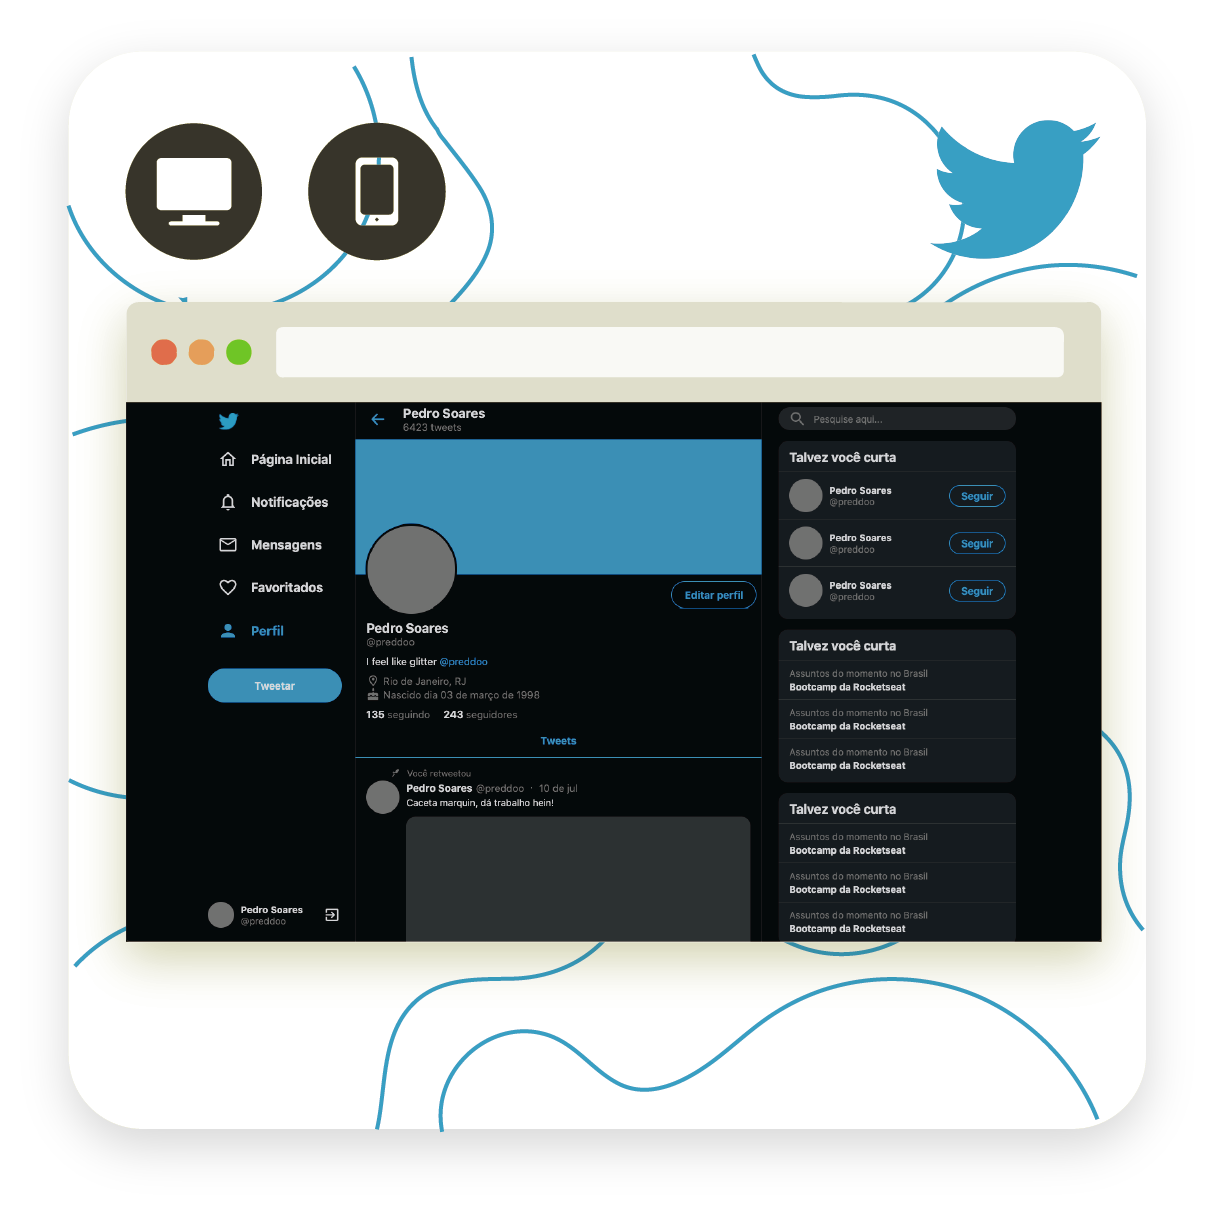 Página Inicial
Notificações
Mensagens
Favoritados
Perfil
Tweetar
Pedro Soares
@preddoo
Pedro Soares
6423 tweets
Editar perfil
Pedro Soares
@preddoo
I feel like glitter @preddoo
Rio de Janeiro, RJ
Nascido dia 03 de março de 1998
135 seguindo 243 seguidores
Tweets
Você retweetou
Pedro Soares @preddoo · 10 de jul
Caceta marquin, dá trabalho hein!
Pesquise aqui...
Talvez você curta
Pedro Soares
@preddoo
Seguir
Pedro Soares
@preddoo
Seguir
Pedro Soares
@preddoo
Seguir
Talvez você curta
Assuntos do momento no Brasil
Bootcamp da Rocketseat
Assuntos do momento no Brasil
Bootcamp da Rocketseat
Assuntos do momento no Brasil
Bootcamp da Rocketseat
Talvez você curta
Assuntos do momento no Brasil
Bootcamp da Rocketseat
Assuntos do momento no Brasil
Bootcamp da Rocketseat
Assuntos do momento no Brasil
Bootcamp da Rocketseat